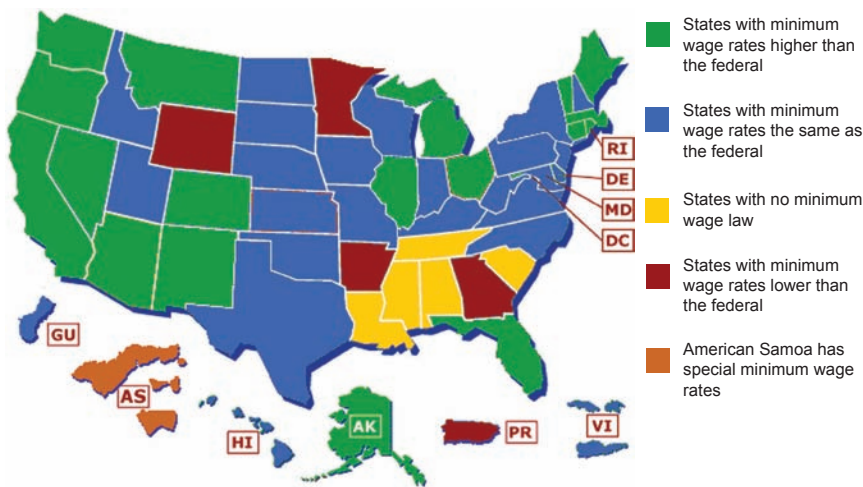 States with minimum
wage rates higher than
the federal
States with minimum
wage rates the same as
the federal
States with no minimum
wage law
States with minimum
wage rates lower than
the federal
American Samoa has
special minimum wage
rates
RI
DE
MD
DC
GU
AS
HI
AK
PR
VI